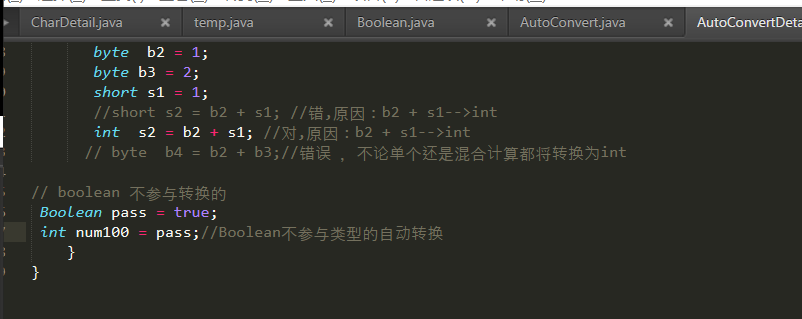 CharDetail.java × temp.java × Boolean.java × AutoConvert.java × AutoConvertDeta
byte  b2 = 1;
byte b3 = 2;
short s1 = 1;
//short s2 = b2 + s1; //错,原因：b2 + s1-->int
int  s2 = b2 + s1; //对,原因：b2 + s1-->int
// byte  b4 = b2 + b3;//错误 ，不论单个还是混合计算都将转换为int
// boolean 不参与转换的
Boolean pass = true;
int num100 = pass;//Boolean不参与类型的自动转换
}
}